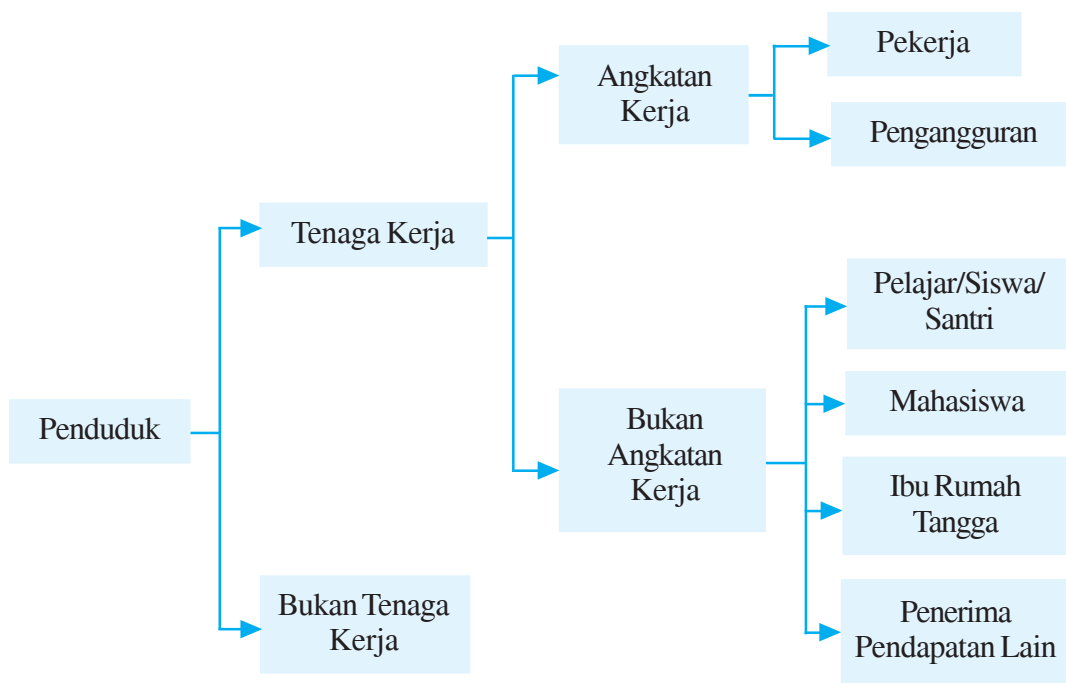 Penduduk
Tenaga Kerja
Bukan Tenaga
Kerja
Angkatan
Kerja
Bukan
Angkatan
Kerja
Pekerja
Pengangguran
Pelajar/Siswa/
Santri
Mahasiswa
Ibu Rumah
Tangga
Penerima
Pendapatan Lain